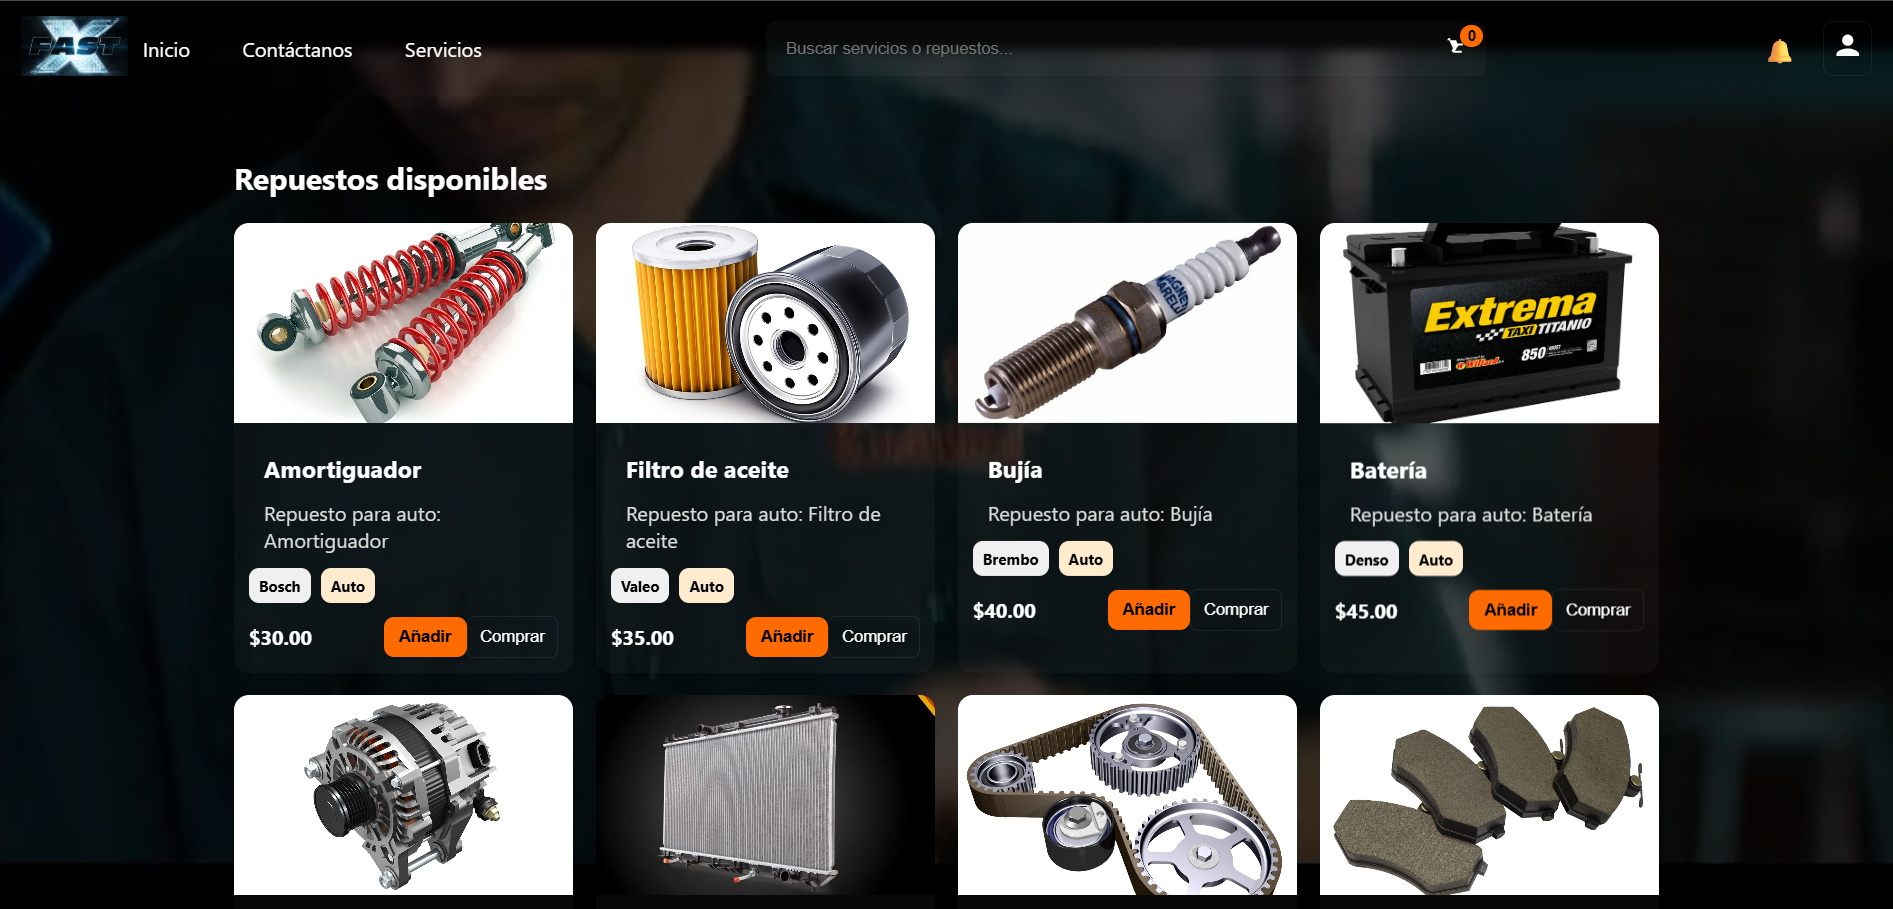 FAST
X
Inicio
Contáctanos
Servicios
Buscar servicios o repuestos...
0
Repuestos disponibles
MAGNETI
MARELLI
Extrema
TAXI TITANIO
850
Willard
Amortiguador
Repuesto para auto:
Amortiguador
Bosch
Auto
$30.00
Añadir
Comprar
Filtro de aceite
Repuesto para auto: Filtro de
aceite
Valeo
Auto
$35.00
Añadir
Comprar
Bujía
Repuesto para auto: Bujía
Brembo
Auto
$40.00
Añadir
Comprar
Batería
Repuesto para auto: Batería
Denso
Auto
$45.00
Añadir
Comprar